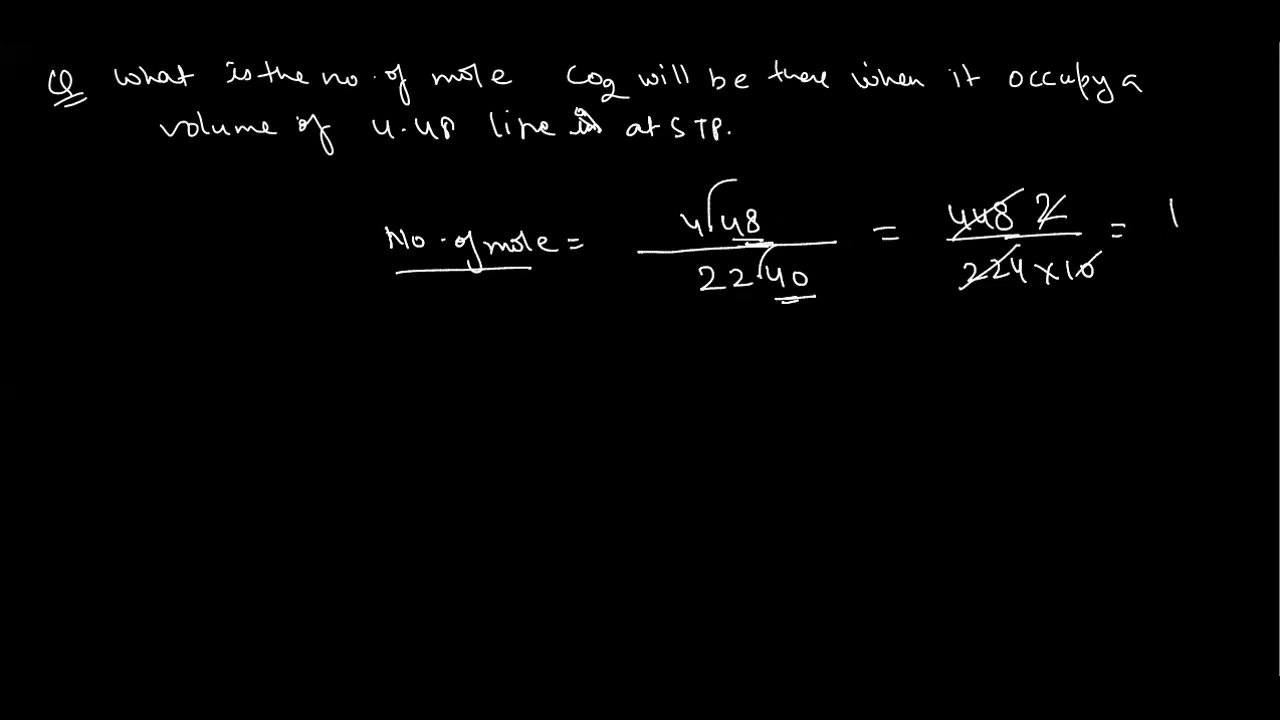 Q What is the no. of mole CO2 will be there when it occupy a
volume of 4.48 litre at STP.
No. of mole = 4.48 / 22.40 = 448 2 / 224 × 10 = 1